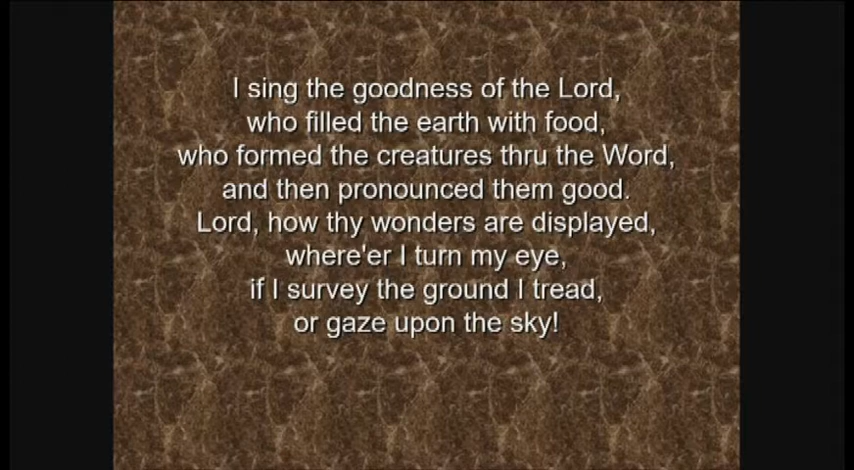 I sing the goodness of the Lord,
who filled the earth with food,
who formed the creatures thru the Word,
and then pronounced them good.
Lord, how thy wonders are displayed,
where'er I turn my eye,
if I survey the ground I tread,
or gaze upon the sky!